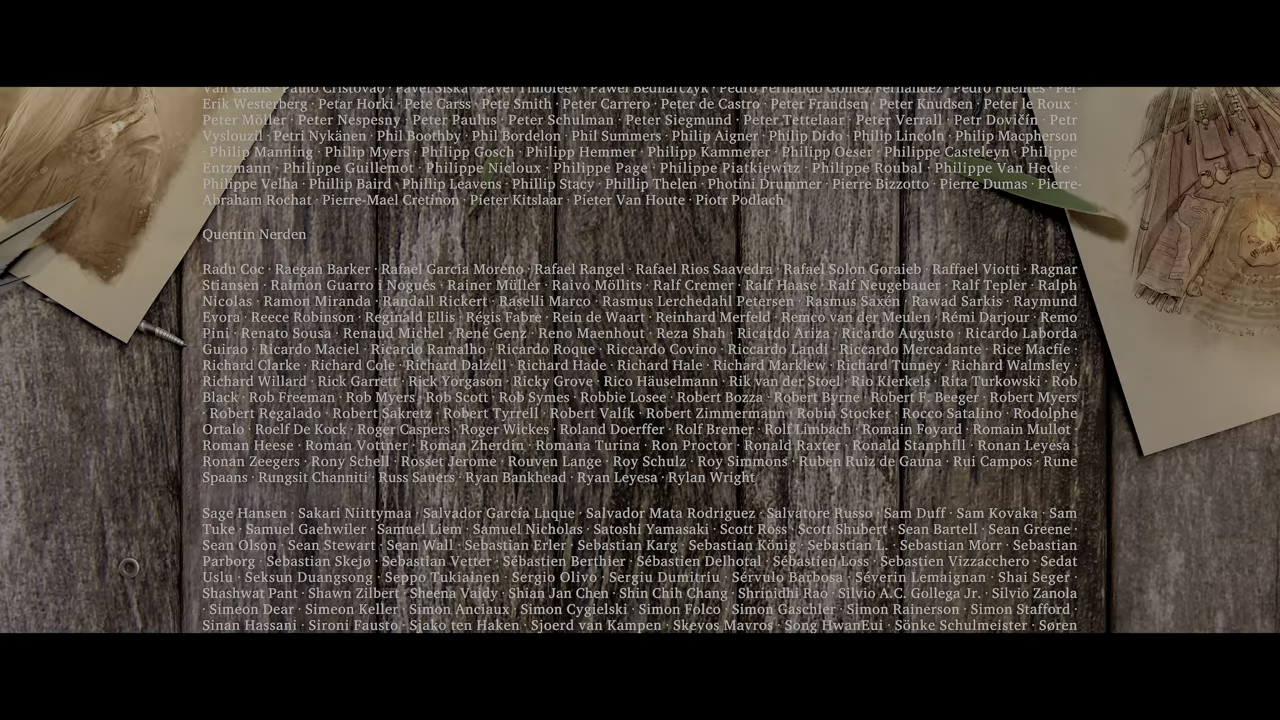 Van Gaans · Paulo Cristovao · Pavel Siska · Pavel Timofeev · Pawel Bednarczyk · Pedro Fernando Gomez Fernandez · Pedro Fuentes · Per-
Erik Westerberg · Petar Horki · Pete Carss · Pete Smith · Peter Carrero · Peter de Castro · Peter Frandsen · Peter Knudsen · Peter le Roux ·
Peter Möller · Peter Nespesny · Peter Paulus · Peter Schulman · Peter Siegmund · Peter Tettelaar · Peter Verrall · Petr Dovičín · Petr
Vyslouzil · Petri Nykänen · Phil Boothby · Phil Bordelon · Phil Summers · Philip Aigner · Philip Dido · Philip Lincoln · Philip Macpherson
· Philip Manning · Philip Myers · Philipp Gosch · Philipp Hemmer · Philipp Kammerer · Philipp Oeser · Philippe Casteleyn · Philippe
Entzmann · Philippe Guillemot · Philippe Nicloux · Philippe Page · Philippe Piatkiewitz · Philippe Roubal · Philippe Van Hecke ·
Philippe Velha · Phillip Baird · Phillip Leavens · Phillip Stacy · Phillip Thelen · Photini Drummer · Pierre Bizzotto · Pierre Dumas · Pierre-
Abraham Rochat · Pierre-Mael Cretinon · Pieter Kitslaar · Pieter Van Houte · Piotr Podlach
Quentin Nerden
Radu Coc · Raegan Barker · Rafael García Moreno · Rafael Rangel · Rafael Rios Saavedra · Rafael Solon Goraieb · Raffael Viotti · Ragnar
Stiansen · Raimon Guarro i Nogués · Rainer Müller · Raivo Möllits · Ralf Cremer · Ralf Haase · Ralf Neugebauer · Ralf Tepler · Ralph
Nicolas · Ramon Miranda · Randall Rickert · Raselli Marco · Rasmus Lerchedahl Petersen · Rasmus Saxén · Rawad Sarkis · Raymund
Evora · Reece Robinson · Reginald Ellis · Régis Fabre · Rein de Waart · Reinhard Merfeld · Remco van der Meulen · Rémi Darjour · Remo
Pini · Renato Sousa · Renaud Michel · René Genz · Reno Maenhout · Reza Shah · Ricardo Ariza · Ricardo Augusto · Ricardo Laborda
Guirao · Ricardo Maciel · Ricardo Ramalho · Ricardo Roque · Riccardo Covino · Riccardo Landi · Riccardo Mercadante · Rice Macfie ·
Richard Clarke · Richard Cole · Richard Dalzell · Richard Hade · Richard Hale · Richard Marklew · Richard Tunney · Richard Walmsley ·
Richard Willard · Rick Garrett · Rick Yorgason · Ricky Grove · Rico Häuselmann · Rik van der Stoel · Rio Kierkels · Rita Turkowski · Rob
Black · Rob Freeman · Rob Myers · Rob Scott · Rob Symes · Robbie Losee · Robert Bozza · Robert Byrne · Robert F. Beeger · Robert Myers
· Robert Regalado · Robert Sakretz · Robert Tyrrell · Robert Valík · Robert Zimmermann · Robin Stocker · Rocco Satalino · Rodolphe
Ortalo · Roelf De Kock · Roger Caspers · Roger Wickes · Roland Doerffer · Rolf Bremer · Rolf Limbach · Romain Foyard · Romain Mullot ·
Roman Heese · Roman Vottner · Roman Zherdin · Romana Turina · Ron Proctor · Ronald Raxter · Ronald Stanphill · Ronan Leyesa ·
Ronan Zeegers · Rony Schell · Rosset Jerome · Rouven Lange · Roy Schulz · Roy Simmons · Ruben Ruiz de Gauna · Rui Campos · Rune
Spaans · Rungsit Channiti · Russ Sauers · Ryan Bankhead · Ryan Leyesa · Rylan Wright
Sage Hansen · Sakari Niittymaa · Salvador García Luque · Salvador Mata Rodriguez · Salvatore Russo · Sam Duff · Sam Kovaka · Sam
Tuke · Samuel Gaehwiler · Samuel Liem · Samuel Nicholas · Satoshi Yamasaki · Scott Ross · Scott Shubert · Sean Bartell · Sean Greene ·
Sean Olson · Sean Stewart · Sean Wall · Sebastian Erler · Sebastian Karg · Sebastian König · Sebastian L. · Sebastian Morr · Sebastian
Parborg · Sebastian Skejø · Sebastian Vetter · Sébastien Berthier · Sébastien Delhotal · Sébastien Loss · Sebastien Vizzacchero · Sedat
Uslu · Seksun Duangsong · Seppo Tukiainen · Sergio Olivo · Sergiu Dumitriu · Sérvulo Barbosa · Séverin Lemaignan · Shai Seger ·
Shashwat Pant · Shawn Zilbert · Sheena Vaidy · Shian Jan Chen · Shin Chih Chang · Shrinidhi Rao · Silvio A.C. Gollega Jr. · Silvio Zanola
· Simeon Dear · Simeon Keller · Simon Anciaux · Simon Cygielski · Simon Folco · Simon Gaschler · Simon Rainerson · Simon Stafford ·
Sinan Hassani · Sironi Fausto · Sjako ten Haken · Sjoerd van Kampen · Skevos Mavros · Song HwanEui · Sönke Schulmeister · Søren